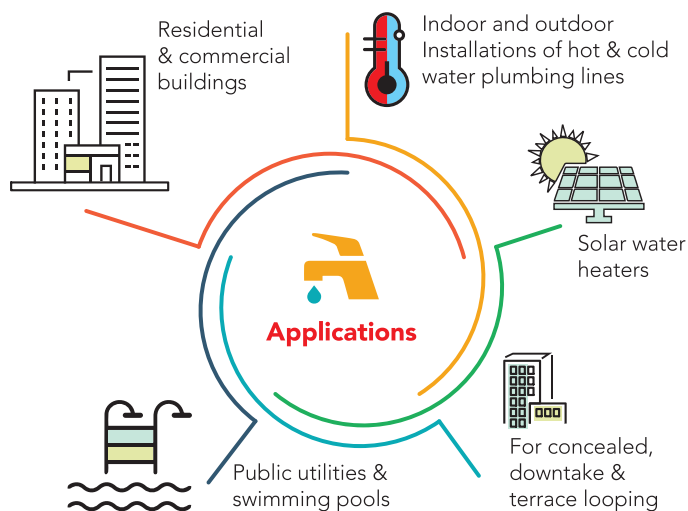 Residential
& commercial
buildings
Indoor and outdoor
Installations of hot & cold
water plumbing lines
Solar water
heaters
Applications
For concealed,
downtake &
terrace looping
Public utilities &
swimming pools